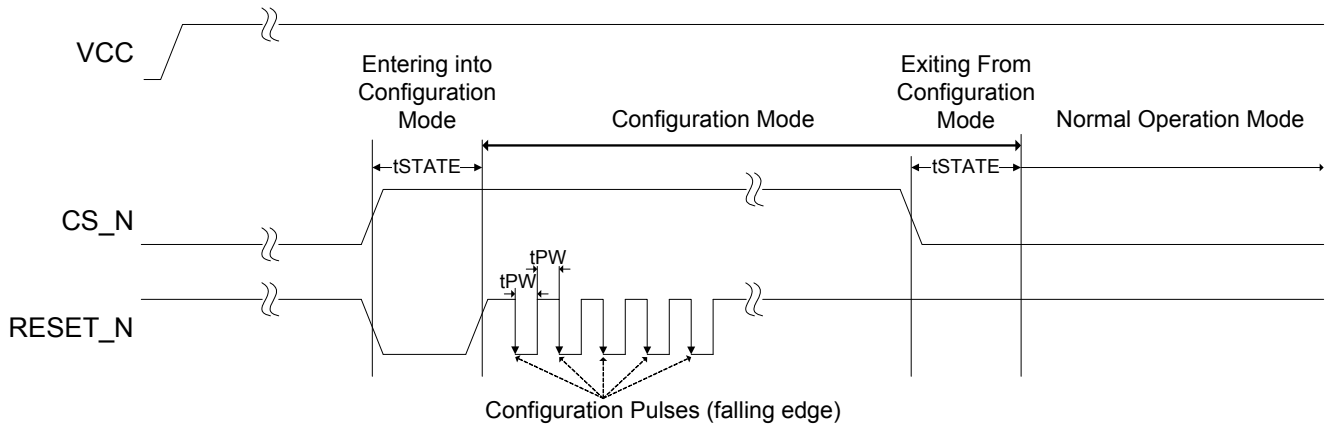 VCC
Entering into
Configuration
Mode
Configuration Mode
Exiting From
Configuration
Mode
Normal Operation Mode
tSTATE
tSTATE
CS_N
tPW
tPW
RESET_N
Configuration Pulses (falling edge)